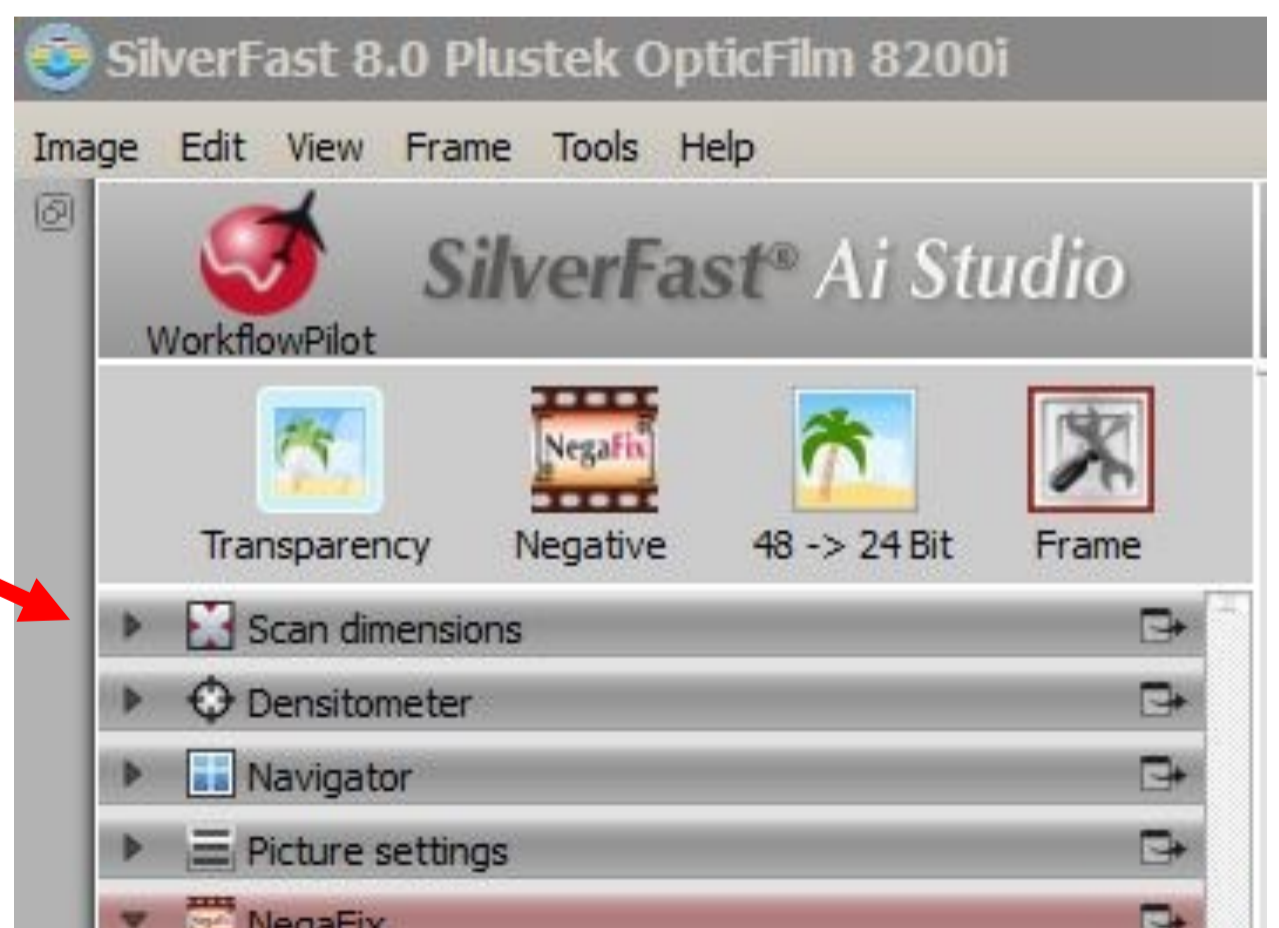 SilverFast 8.0 Plustek OpticFilm 8200i
Image Edit View Frame Tools Help
SilverFast® Ai Studio
WorkflowPilot
NegaFix
Transparency Negative 48 -> 24 Bit Frame
Scan dimensions
Densitometer
Navigator
Picture settings
NegaFix